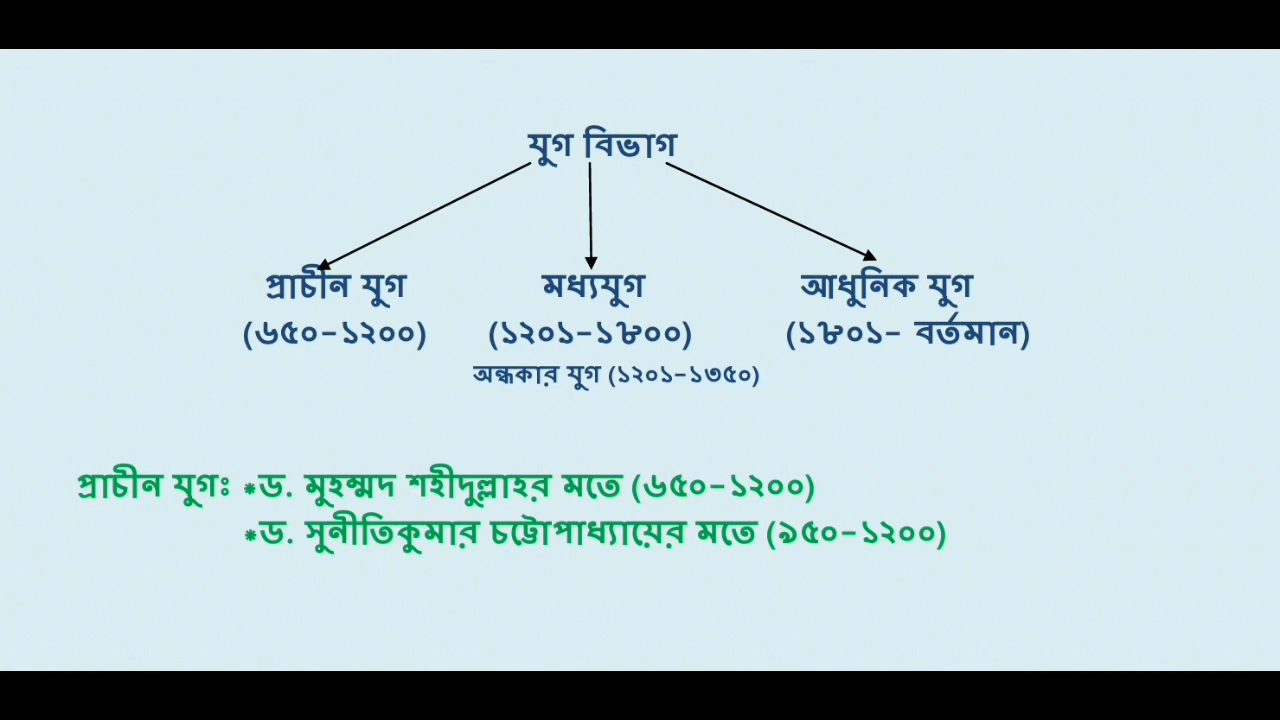 যুগ বিভাগ
প্রাচীন যুগ মধ্যযুগ আধুনিক যুগ
(৬৫০-১২০০) (১২০১-১৮০০) (১৮০১- বর্তমান)
অন্ধকার যুগ (১২০১-১৩৫০)
প্রাচীন যুগঃ *ড. মুহম্মদ শহীদুল্লাহর মতে (৬৫০-১২০০)
*ড. সুনীতিকুমার চট্টোপাধ্যায়ের মতে (৯৫০-১২০০)